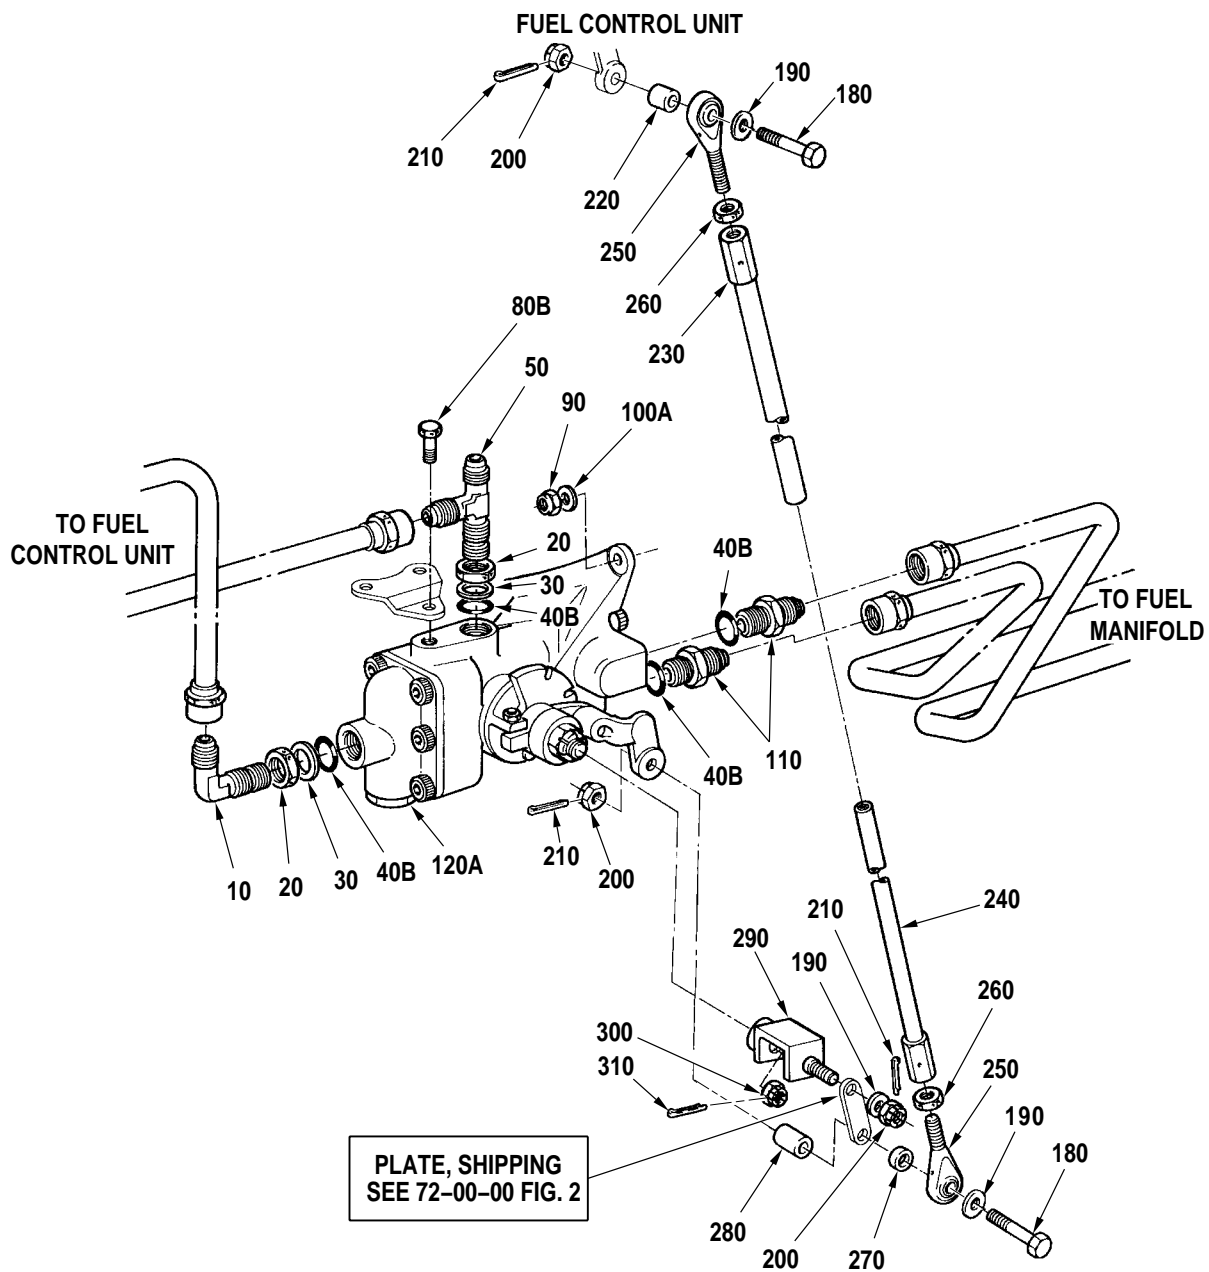 FUEL CONTROL UNIT
190
180
210
200
220
250
260
230
80B
50
90
100A
TO FUEL
CONTROL UNIT
20
30
40B
40B
TO FUEL
MANIFOLD
110
40B
10
20
30
40B
120A
210
200
210
240
290
190
260
300
310
250
190
180
PLATE, SHIPPING
SEE 72–00–00 FIG. 2
280
200
270